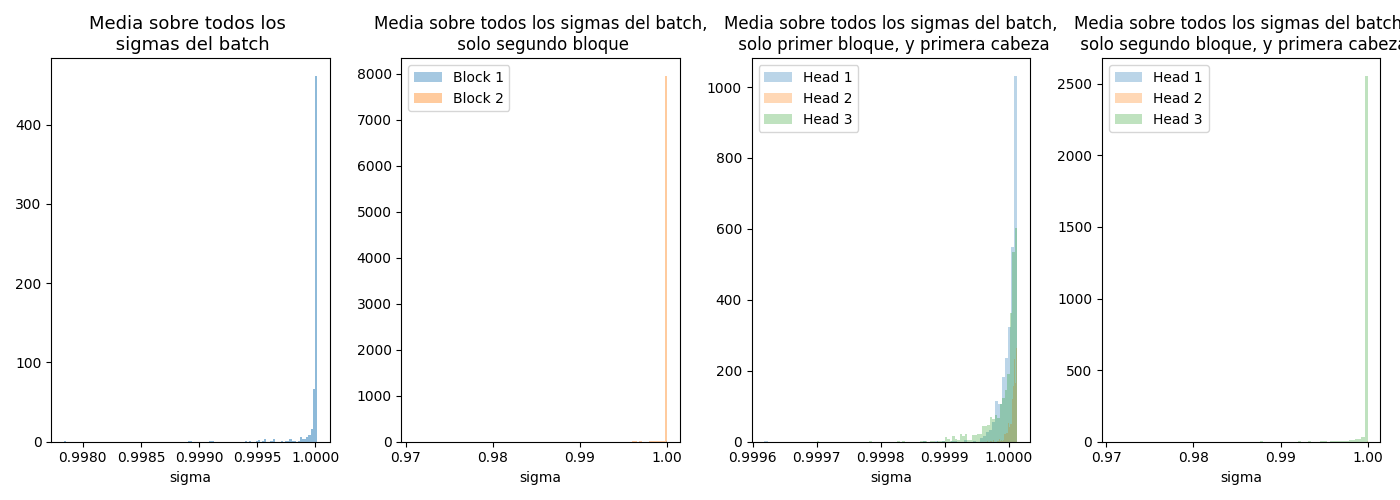 Media sobre todos los
sigmas del batch
400
300
200
100
0
0.9980 0.9985 0.9990 0.9995 1.0000
sigma
Media sobre todos los sigmas del batch,
solo segundo bloque
Block 1
Block 2
8000
7000
6000
5000
4000
3000
2000
1000
0
0.97 0.98 0.99 1.00
sigma
Media sobre todos los sigmas del batch,
solo primer bloque, y primera cabeza
Head 1
Head 2
Head 3
1000
800
600
400
200
0
0.9996 0.9997 0.9998 0.9999 1.0000
sigma
Media sobre todos los sigmas del batch
solo segundo bloque, y primera cabeza
Head 1
Head 2
Head 3
2500
2000
1500
1000
500
0
0.97 0.98 0.99 1.00
sigma